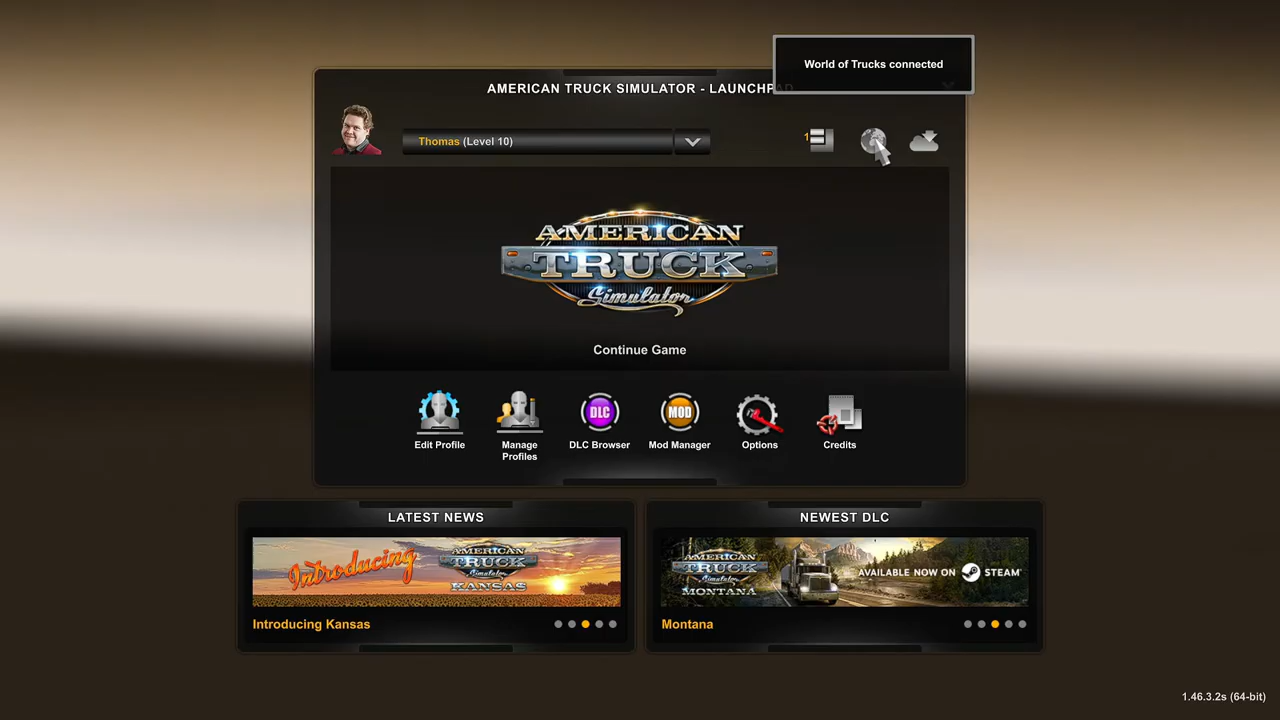 World of Trucks connected
AMERICAN TRUCK SIMULATOR - LAUNCHPAD
Thomas (Level 10)
1
AMERICAN
TRUCK
Simulator
Continue Game
DLC
MOD
Edit Profile
Manage
Profiles
DLC Browser
Mod Manager
Options
Credits
LATEST NEWS
Introducing
AMERICAN
TRUCK
Simulator
KANSAS
Introducing Kansas
NEWEST DLC
AMERICAN
TRUCK
Simulator
MONTANA
AVAILABLE NOW ON STEAM
Montana
1.46.3.2s (64-bit)